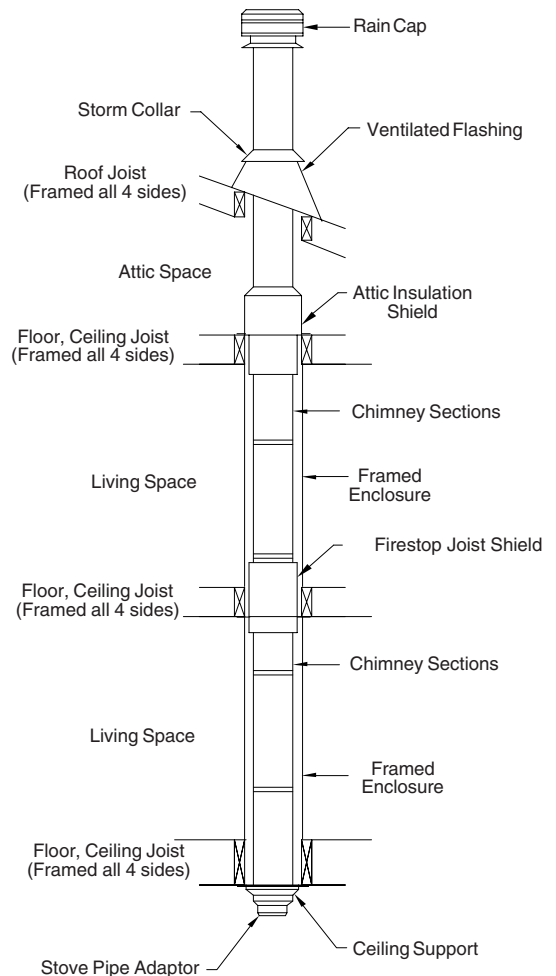 Rain Cap
Storm Collar
Ventilated Flashing
Roof Joist
(Framed all 4 sides)
Attic Space
Attic Insulation
Shield
Floor, Ceiling Joist
(Framed all 4 sides)
Chimney Sections
Living Space
Framed
Enclosure
Firestop Joist Shield
Floor, Ceiling Joist
(Framed all 4 sides)
Chimney Sections
Living Space
Framed
Enclosure
Floor, Ceiling Joist
(Framed all 4 sides)
Ceiling Support
Stove Pipe Adaptor